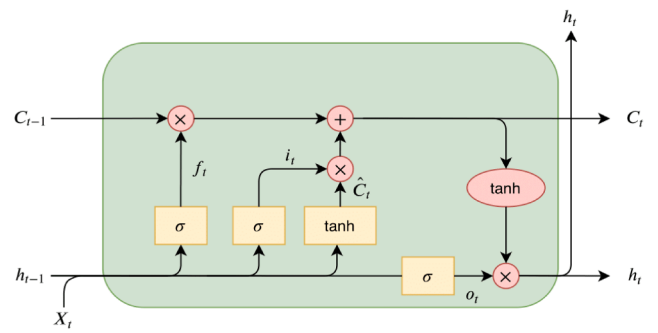 h_t
C_{t-1}
×
+
C_t
f_t
i_t
×
Ĉ_t
tanh
σ
σ
tanh
h_{t-1}
σ
o_t
×
h_t
X_t